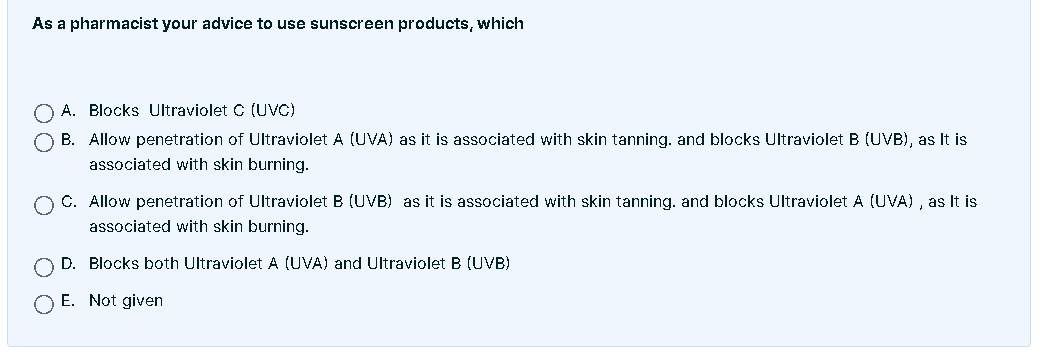 As a pharmacist your advice to use sunscreen products, which
A. Blocks Ultraviolet C (UVC)
B. Allow penetration of Ultraviolet A (UVA) as it is associated with skin tanning. and blocks Ultraviolet B (UVB), as It is
associated with skin burning.
C. Allow penetration of Ultraviolet B (UVB) as it is associated with skin tanning. and blocks Ultraviolet A (UVA) , as It is
associated with skin burning.
D. Blocks both Ultraviolet A (UVA) and Ultraviolet B (UVB)
E. Not given